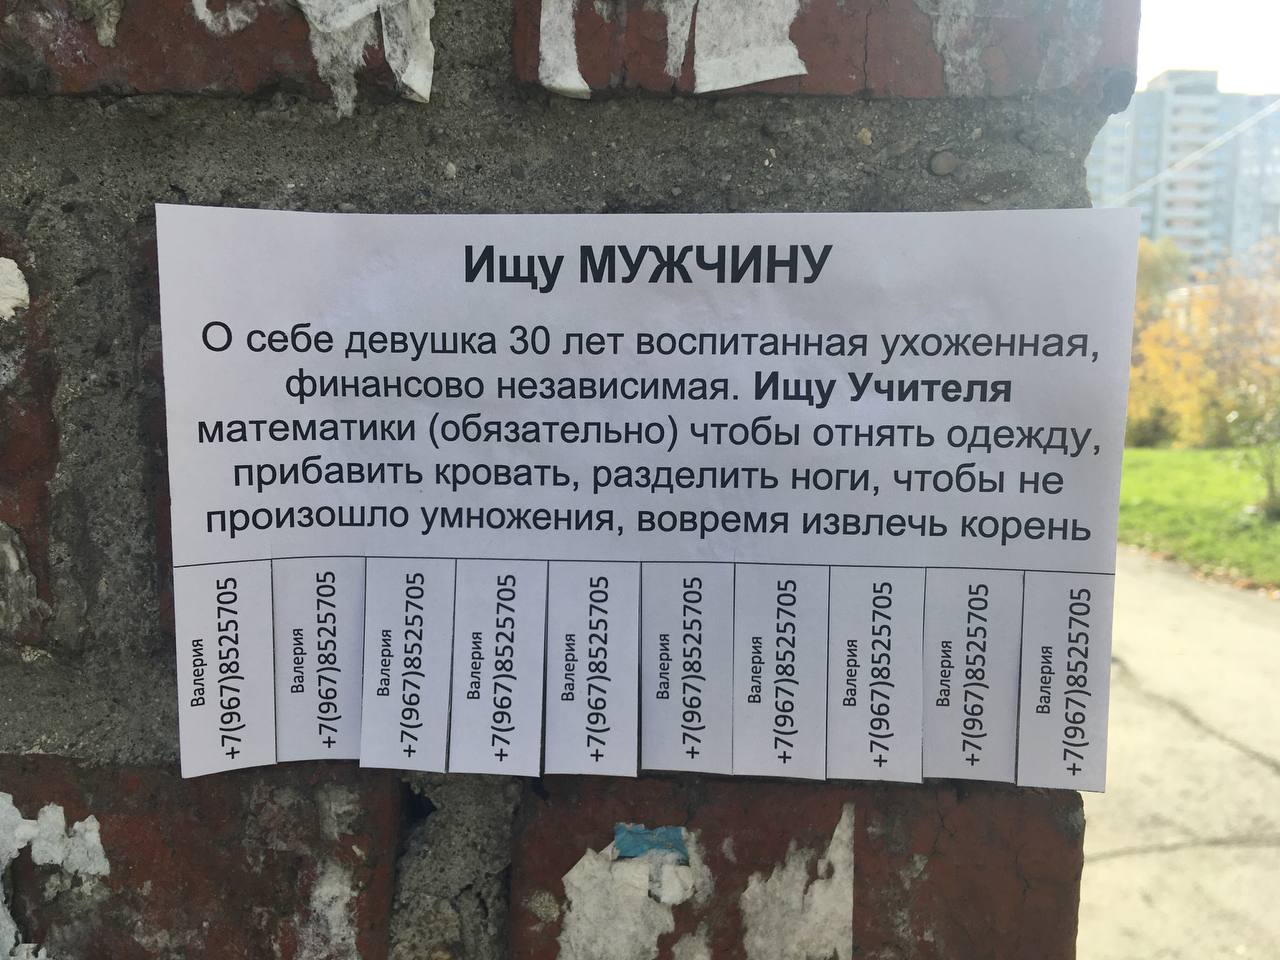 Ищу МУЖЧИНУ
О себе девушка 30 лет воспитанная ухоженная,
финансово независимая. Ищу Учителя
математики (обязательно) чтобы отнять одежду,
прибавить кровать, разделить ноги, чтобы не
произошло умножения, вовремя извлечь корень
Валерия
+7(967)8525705
Валерия
+7(967)8525705
Валерия
+7(967)8525705
Валерия
+7(967)8525705
Валерия
+7(967)8525705
Валерия
+7(967)8525705
Валерия
+7(967)8525705
Валерия
+7(967)8525705
Валерия
+7(967)8525705
Валерия
+7(967)8525705